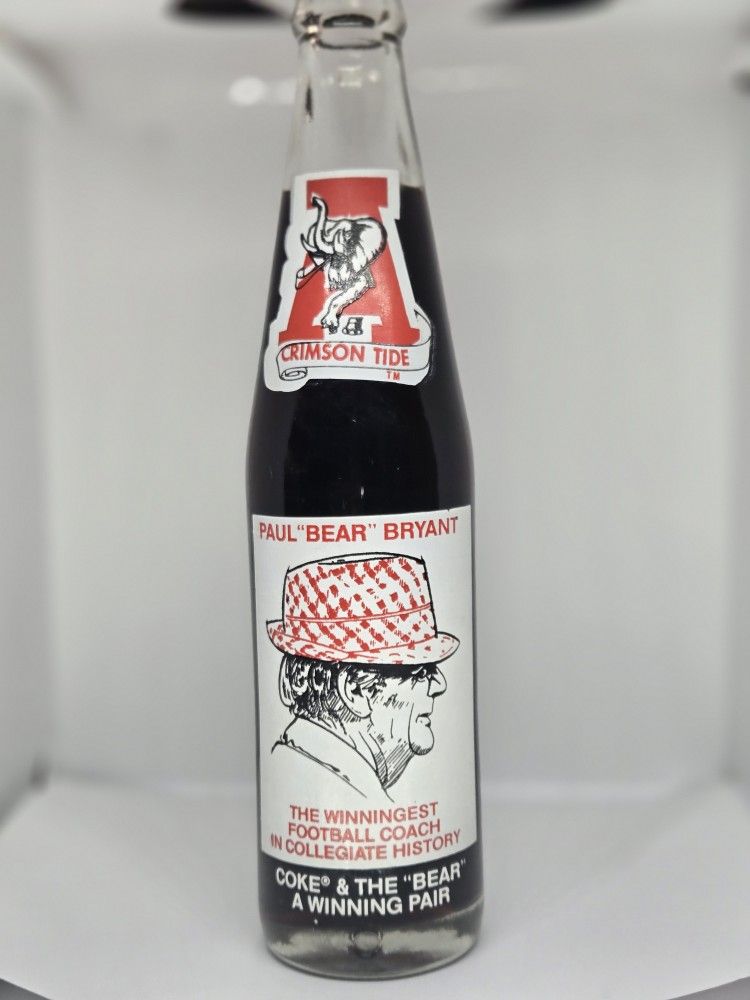 A
CRIMSON TIDE
TM
PAUL "BEAR" BRYANT
THE WINNINGEST
FOOTBALL COACH
IN COLLEGIATE HISTORY
COKE® & THE "BEAR"
A WINNING PAIR